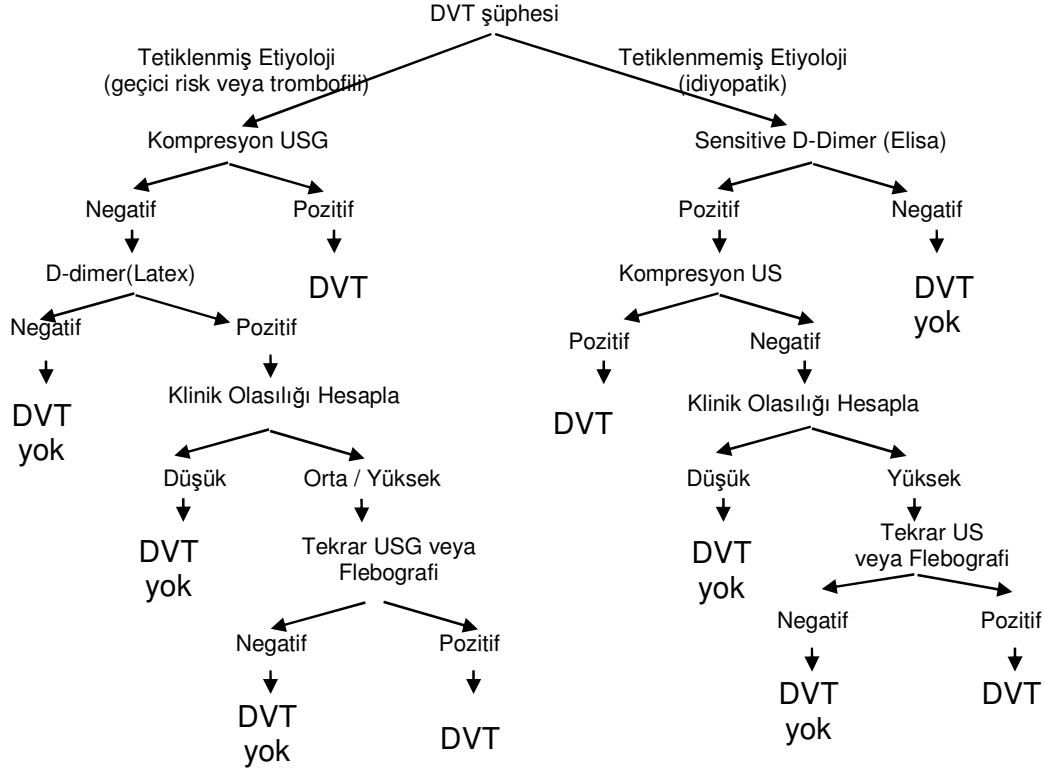 DVT şüphesi
Tetiklenmiş Etiyoloji
(geçici risk veya trombofili)
Tetiklenmemiş Etiyoloji
(idiyopatik)
Kompresyon USG
Sensitive D-Dimer (Elisa)
Negatif
Pozitif
Pozitif
Negatif
D-dimer(Latex)
DVT
Kompresyon US
DVT
yok
Negatif
Pozitif
Pozitif
Negatif
DVT
yok
Klinik Olasılığı Hesapla
DVT
Klinik Olasılığı Hesapla
Düşük
Orta / Yüksek
Düşük
Yüksek
DVT
yok
Tekrar USG veya
Flebografi
DVT
yok
Tekrar US
veya Flebografi
Negatif
Pozitif
Negatif
Pozitif
DVT
yok
DVT
DVT
yok
DVT